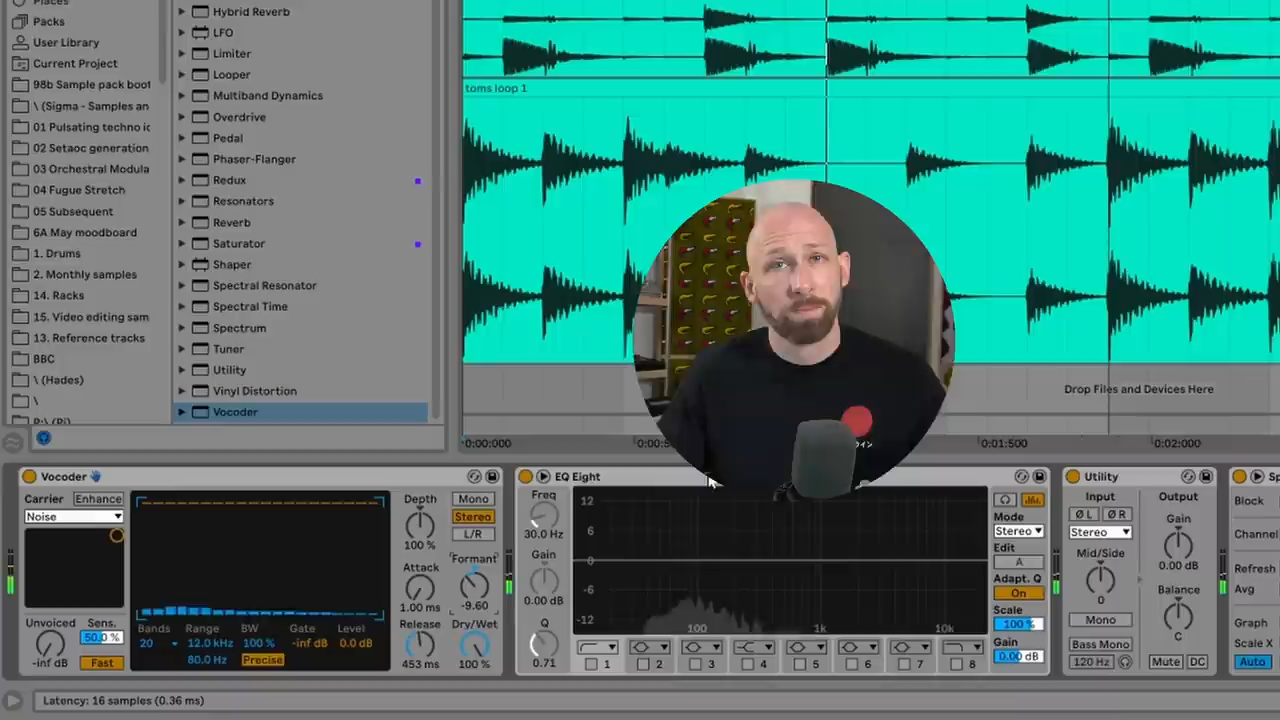 Places
Packs
User Library
Current Project
98b Sample pack boot
\ (Sigma - Samples an
01 Pulsating techno ic
02 Setaoc generation
03 Orchestral Modula
04 Fugue Stretch
05 Subsequent
6A May moodboard
1. Drums
2. Monthly samples
14. Racks
15. Video editing sam
13. Reference tracks
BBC
\ (Hades)
\
P:\ (Pi)
Hybrid Reverb
LFO
Limiter
Looper
Multiband Dynamics
Overdrive
Pedal
Phaser-Flanger
Redux
Resonators
Reverb
Saturator
Shaper
Spectral Resonator
Spectral Time
Spectrum
Tuner
Utility
Vinyl Distortion
Vocoder
toms loop 1
イン
Drop Files and Devices Here
0:00:000
0:00:5
0:01:500
0:02:000
Vocoder
Carrier Enhance
Noise
Unvoiced Sens.
50.0 %
-inf dB Fast
Bands Range BW Gate Level
20 12.0 kHz 100 % -inf dB 0.0 dB
80.0 Hz Precise
Depth
100 %
Attack
1.00 ms
Release
453 ms
Mono
Stereo
L/R
Formant
-9.60
Dry/Wet
100 %
EQ Eight
Freq
30.0 Hz
Gain
0.00 dB
Q
0.71
12
6
0
-6
-12
100 1k 10k
1 2 3 4 5 6 7 8
Mode
Stereo
Edit
A
Adapt. Q
On
Scale
100 %
Gain
0.00 dB
Utility
Input
Ø L Ø R
Stereo
Mid/Side
0
Mono
Bass Mono
120 Hz
Output
Gain
0.00 dB
Balance
C
Mute DC
Sp
Block
Channel
Refresh
Avg
Graph
Scale X
Auto
Latency: 16 samples (0.36 ms)